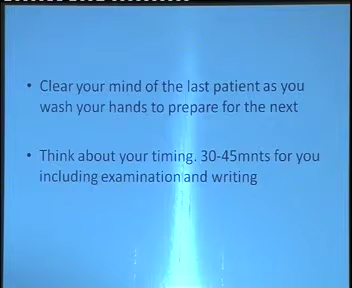 • Clear your mind of the last patient as you
wash your hands to prepare for the next
• Think about your timing. 30-45mnts for you
including examination and writing